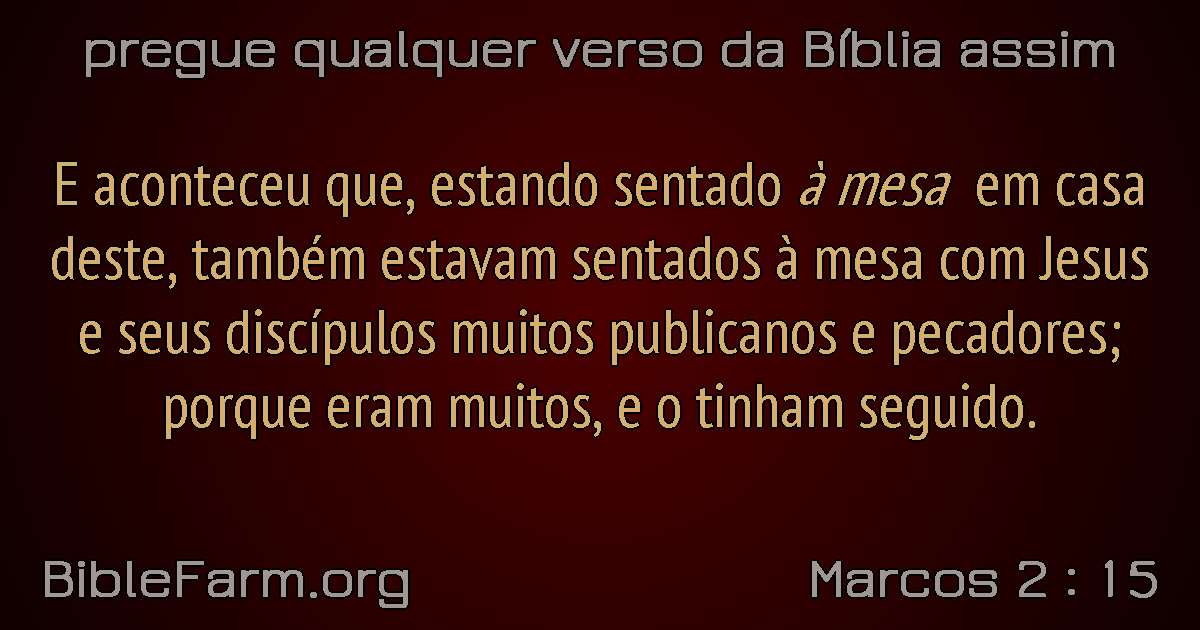 pregue qualquer verso da Bíblia assim
E aconteceu que, estando sentado à mesa em casa
deste, também estavam sentados à mesa com Jesus
e seus discípulos muitos publicanos e pecadores;
porque eram muitos, e o tinham seguido.
BibleFarm.org
Marcos 2 : 15